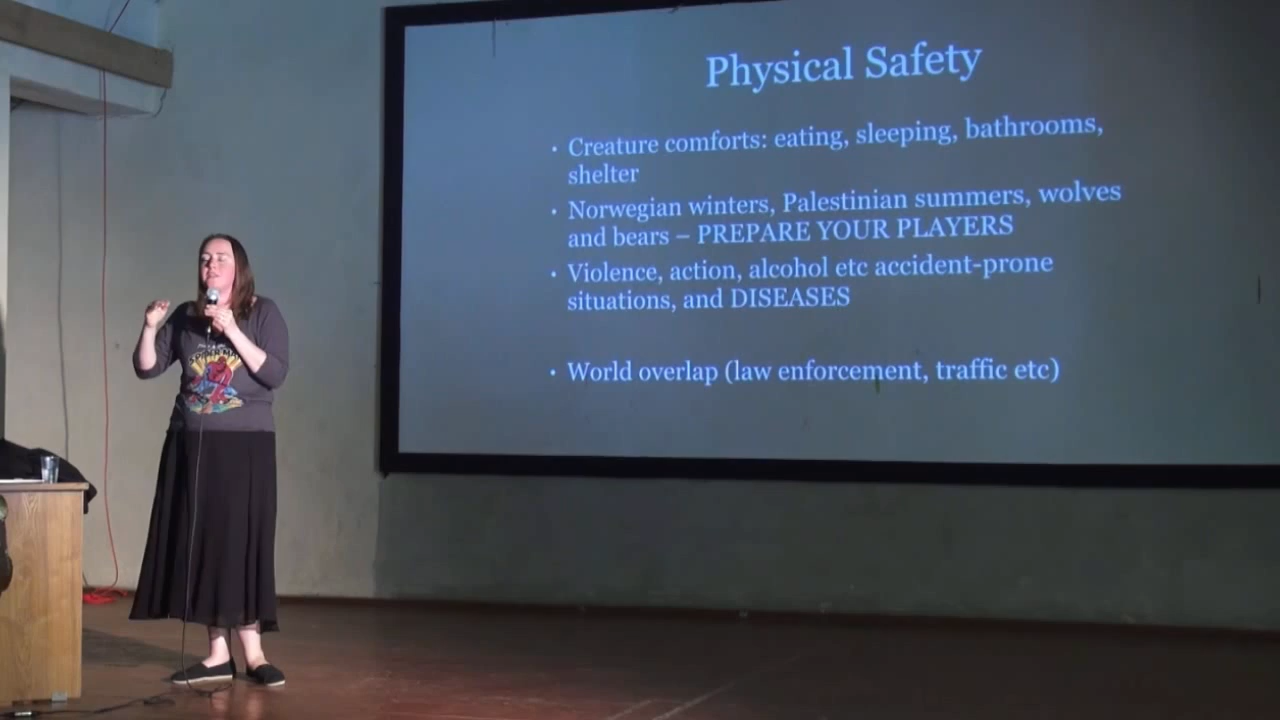 Physical Safety
• Creature comforts: eating, sleeping, bathrooms,
shelter
• Norwegian winters, Palestinian summers, wolves
and bears – PREPARE YOUR PLAYERS
• Violence, action, alcohol etc accident-prone
situations, and DISEASES
• World overlap (law enforcement, traffic etc)